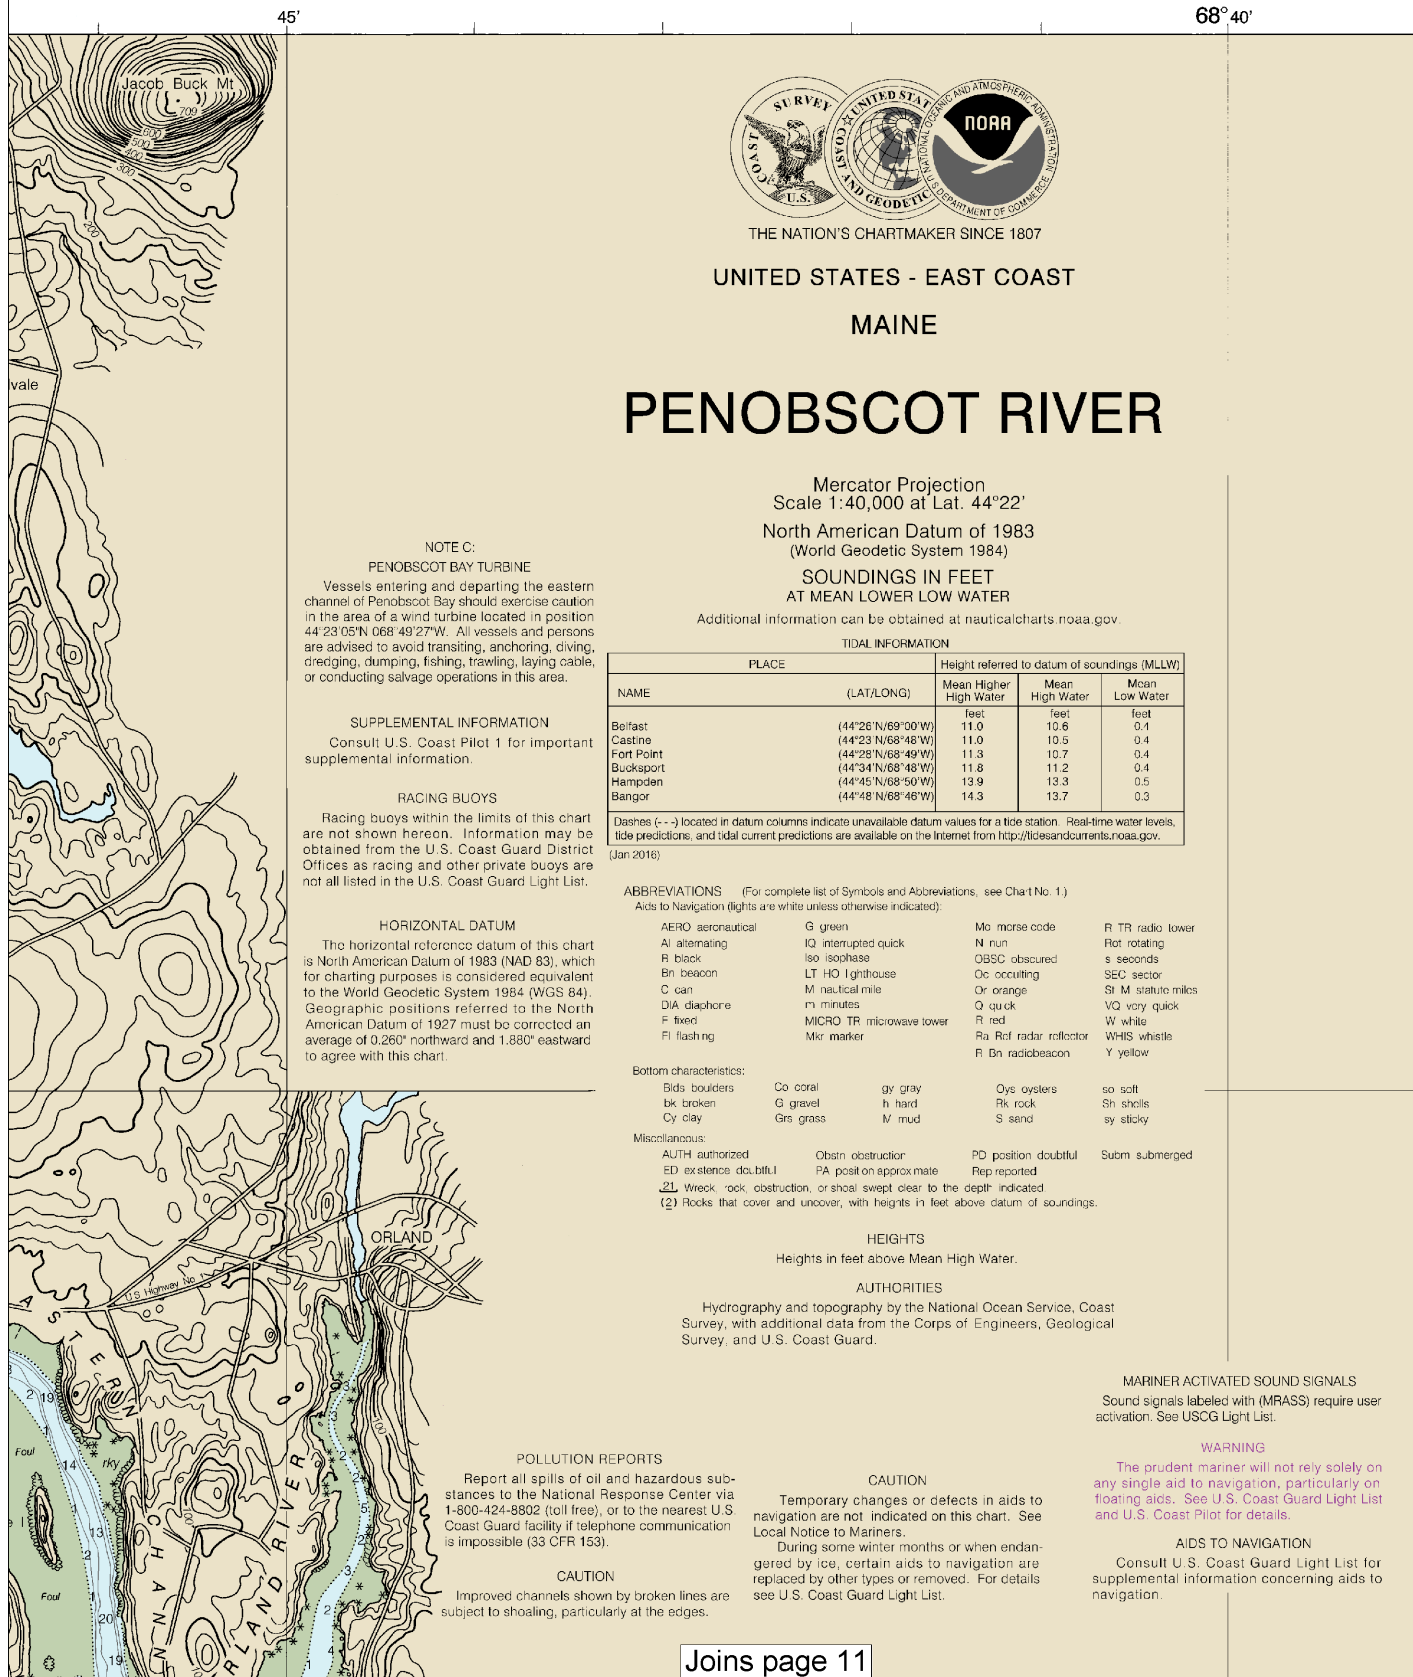 45'
68° 40'
Jacob Buck Mt
709
600
500
400
300
200
SURVEY
COAST
U.S.
UNITED STAT
COAST AND GEODETIC
NATIONAL OCEANIC AND ATMOSPHERIC ADMINISTRATION
NOAA
U.S. DEPARTMENT OF COMMERCE
THE NATION'S CHARTMAKER SINCE 1807
UNITED STATES - EAST COAST
MAINE
PENOBSCOT RIVER
vale
Mercator Projection
Scale 1:40,000 at Lat. 44°22'
North American Datum of 1983
(World Geodetic System 1984)
SOUNDINGS IN FEET
AT MEAN LOWER LOW WATER
Additional information can be obtained at nauticalcharts.noaa.gov.
NOTE C:
PENOBSCOT BAY TURBINE
Vessels entering and departing the eastern
channel of Penobscot Bay should exercise caution
in the area of a wind turbine located in position
44°23'05"N 068°49'27"W. All vessels and persons
are advised to avoid transiting, anchoring, diving,
dredging, dumping, fishing, trawling, laying cable,
or conducting salvage operations in this area.
SUPPLEMENTAL INFORMATION
Consult U.S. Coast Pilot 1 for important
supplemental information.
RACING BUOYS
Racing buoys within the limits of this chart
are not shown hereon. Information may be
obtained from the U.S. Coast Guard District
Offices as racing and other private buoys are
not all listed in the U.S. Coast Guard Light List.
HORIZONTAL DATUM
The horizontal reference datum of this chart
is North American Datum of 1983 (NAD 83), which
for charting purposes is considered equivalent
to the World Geodetic System 1984 (WGS 84).
Geographic positions referred to the North
American Datum of 1927 must be corrected an
average of 0.260" northward and 1.880" eastward
to agree with this chart.
TIDAL INFORMATION
PLACE Height referred to datum of soundings (MLLW)
NAME (LAT/LONG) Mean Higher High Water Mean High Water Mean Low Water
feet feet feet
Belfast (44°26'N/69°00'W) 11.0 10.6 0.4
Castine (44°23'N/68°48'W) 11.0 10.5 0.4
Fort Point (44°28'N/68°49'W) 11.3 10.7 0.4
Bucksport (44°34'N/68°48'W) 11.8 11.2 0.4
Hampden (44°45'N/68°50'W) 13.9 13.3 0.5
Bangor (44°48'N/68°46'W) 14.3 13.7 0.3
Dashes (- - -) located in datum columns indicate unavailable datum values for a tide station. Real-time water levels,
tide predictions, and tidal current predictions are available on the Internet from http://tidesandcurrents.noaa.gov.
(Jan 2016)
ABBREVIATIONS (For complete list of Symbols and Abbreviations, see Chart No. 1.)
Aids to Navigation (lights are white unless otherwise indicated):
AERO aeronautical G green Mo morse code R TR radio tower
Al alternating IQ interrupted quick N nun Rot rotating
B black Iso isophase OBSC obscured s seconds
Bn beacon LT HO lighthouse Oc occulting SEC sector
C can M nautical mile Or orange St M statute miles
DIA diaphone m minutes Q quick VQ very quick
F fixed MICRO TR microwave tower R red W white
Fl flashing Mkr marker Ra Ref radar reflector WHIS whistle
R Bn radiobeacon Y yellow
Bottom characteristics:
Blds boulders Co coral gy gray Oys oysters so soft
bk broken G gravel h hard Rk rock Sh shells
Cy clay Grs grass M mud S sand sy sticky
Miscellaneous:
AUTH authorized Obstn obstruction PD position doubtful Subm submerged
ED existence doubtful PA position approximate Rep reported
21 Wreck, rock, obstruction, or shoal swept clear to the depth indicated.
(2) Rocks that cover and uncover, with heights in feet above datum of soundings.
HEIGHTS
Heights in feet above Mean High Water.
AUTHORITIES
Hydrography and topography by the National Ocean Service, Coast
Survey, with additional data from the Corps of Engineers, Geological
Survey, and U.S. Coast Guard.
ORLAND
U S Highway No 1
EASTERN
CHANN
RLAND RIVER
100
100
2
19
Foul
14
rky
13
2
Foul
20
19
3
2
3
2
4
1
POLLUTION REPORTS
Report all spills of oil and hazardous sub-
stances to the National Response Center via
1-800-424-8802 (toll free), or to the nearest U.S.
Coast Guard facility if telephone communication
is impossible (33 CFR 153).
CAUTION
Improved channels shown by broken lines are
subject to shoaling, particularly at the edges.
CAUTION
Temporary changes or defects in aids to
navigation are not indicated on this chart. See
Local Notice to Mariners.
During some winter months or when endan-
gered by ice, certain aids to navigation are
replaced by other types or removed. For details
see U.S. Coast Guard Light List.
MARINER ACTIVATED SOUND SIGNALS
Sound signals labeled with (MRASS) require user
activation. See USCG Light List.
WARNING
The prudent mariner will not rely solely on
any single aid to navigation, particularly on
floating aids. See U.S. Coast Guard Light List
and U.S. Coast Pilot for details.
AIDS TO NAVIGATION
Consult U.S. Coast Guard Light List for
supplemental information concerning aids to
navigation.
Joins page 11